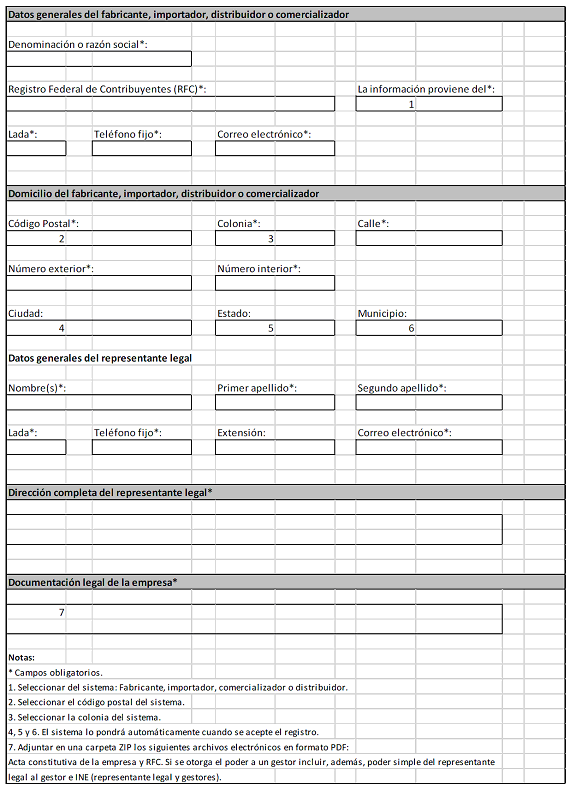 Datos generales del fabricante, importador, distribuidor o comercializador
Denominación o razón social*:
Registro Federal de Contribuyentes (RFC)*: La información proviene del*:
1
Lada*: Teléfono fijo*: Correo electrónico*:
Domicilio del fabricante, importador, distribuidor o comercializador
Código Postal*: Colonia*: Calle*:
2 3
Número exterior*: Número interior*:
Ciudad: Estado: Municipio:
4 5 6
Datos generales del representante legal
Nombre(s)*: Primer apellido*: Segundo apellido*:
Lada*: Teléfono fijo*: Extensión: Correo electrónico*:
Dirección completa del representante legal*
Documentación legal de la empresa*
7
Notas:
* Campos obligatorios.
1. Seleccionar del sistema: Fabricante, importador, comercializador o distribuidor.
2. Seleccionar el código postal del sistema.
3. Seleccionar la colonia del sistema.
4, 5 y 6. El sistema lo pondrá automáticamente cuando se acepte el registro.
7. Adjuntar en una carpeta ZIP los siguientes archivos electrónicos en formato PDF:
Acta constitutiva de la empresa y RFC. Si se otorga el poder a un gestor incluir, además, poder simple del representante
legal al gestor e INE (representante legal y gestores).